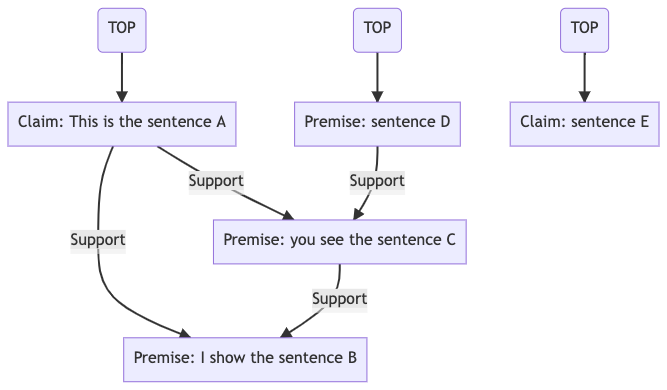 TOP
TOP
TOP
Claim: This is the sentence A
Premise: sentence D
Claim: sentence E
Support
Support
Premise: you see the sentence C
Support
Support
Premise: I show the sentence B